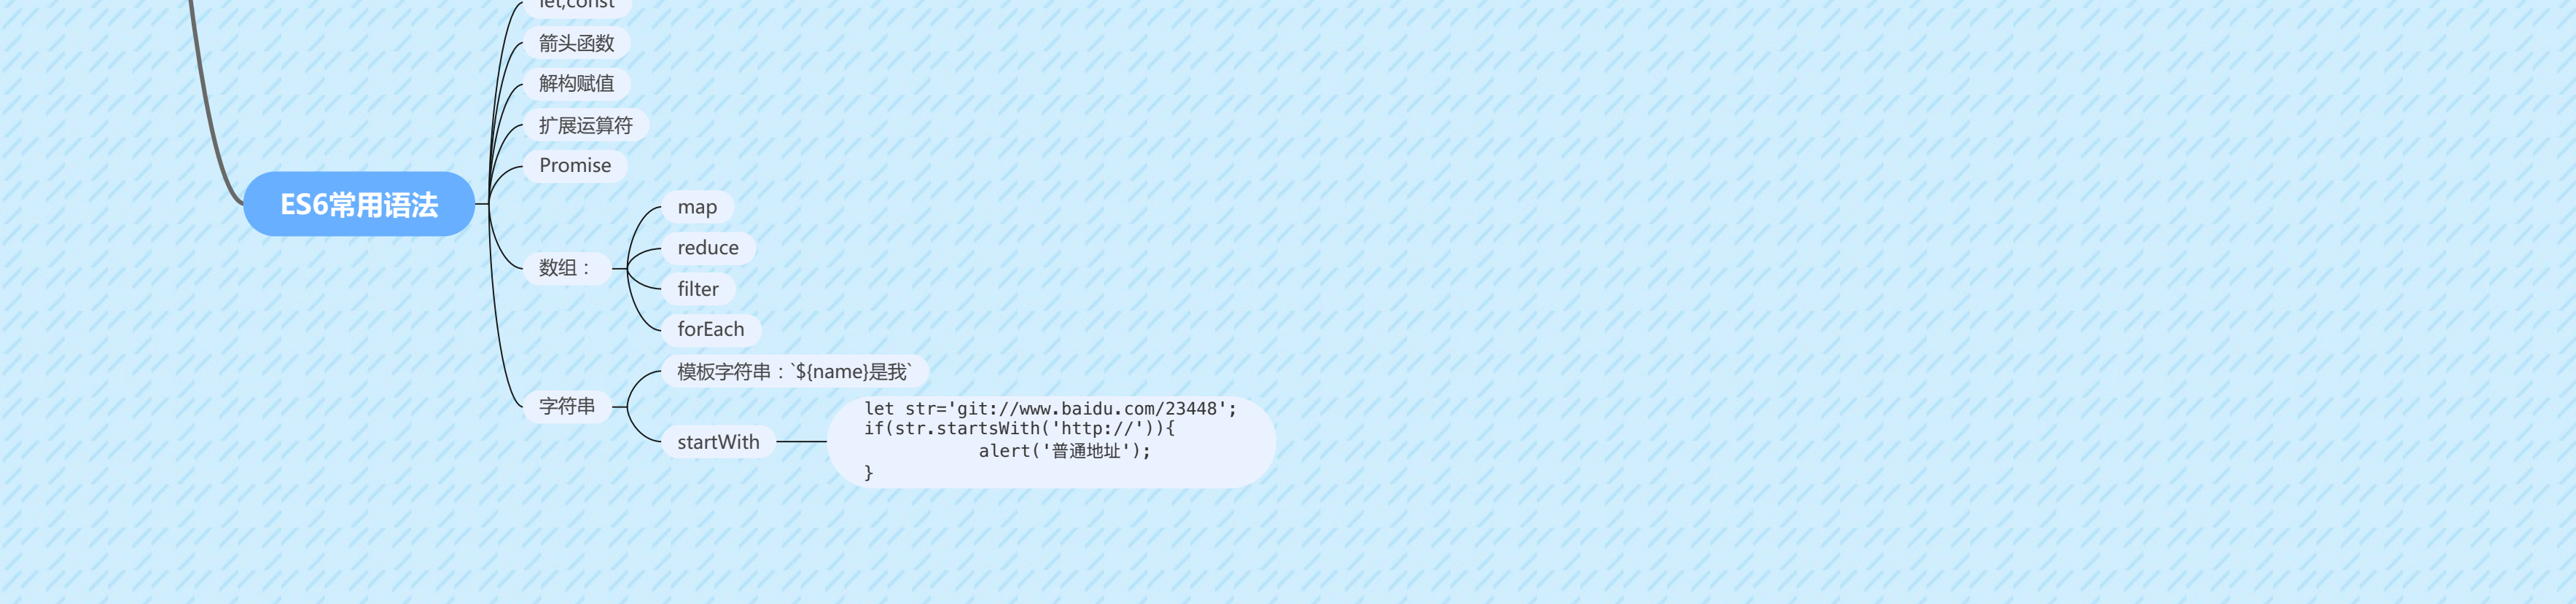 let,const
箭头函数
解构赋值
扩展运算符
Promise
ES6常用语法
数组：
map
reduce
filter
forEach
字符串
模板字符串：`${name}是我`
startWith
let str='git://www.baidu.com/23448';
if(str.startsWith('http://')){
alert('普通地址');
}